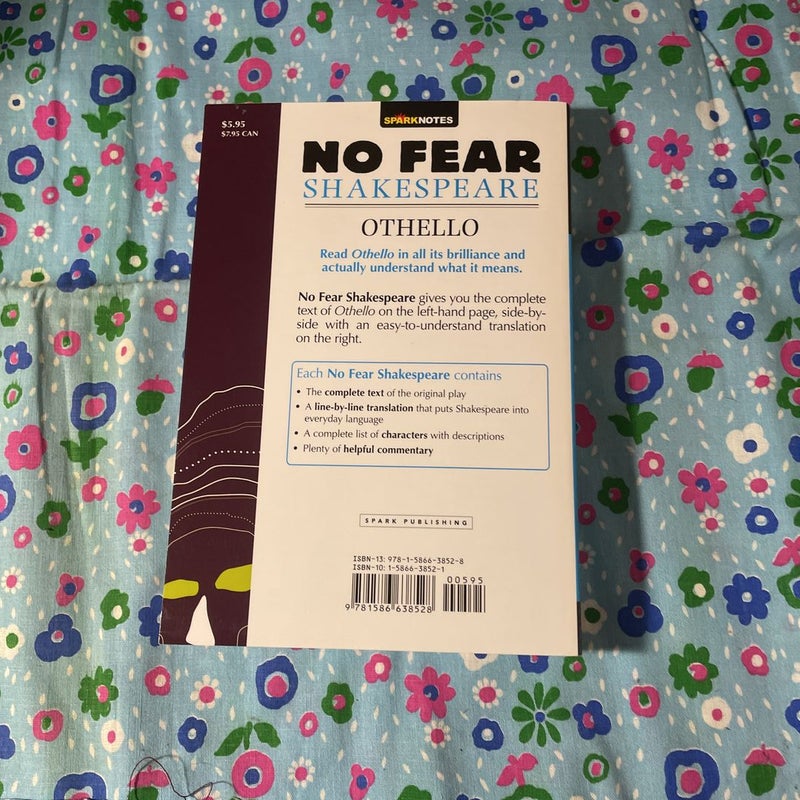 $5.95
$7.95 CAN
SPARKNOTES
NO FEAR
SHAKESPEARE
OTHELLO
Read Othello in all its brilliance and
actually understand what it means.
No Fear Shakespeare gives you the complete
text of Othello on the left-hand page, side-by-
side with an easy-to-understand translation
on the right.
Each No Fear Shakespeare contains
• The complete text of the original play
• A line-by-line translation that puts Shakespeare into
everyday language
• A complete list of characters with descriptions
• Plenty of helpful commentary
SPARK PUBLISHING
ISBN-13: 978-1-5866-3852-8
ISBN-10: 1-5866-3852-1
00595
9 781586 638528